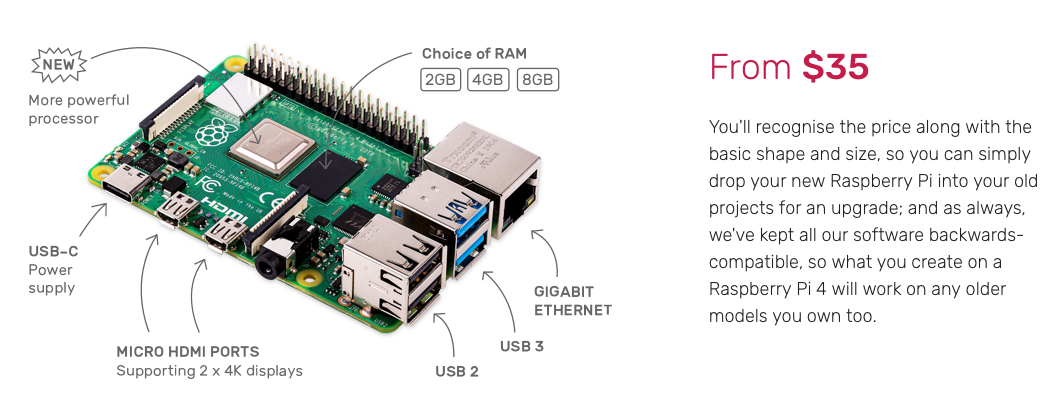 NEW
More powerful
processor
Choice of RAM
2GB 4GB 8GB
USB-C
Power
supply
MICRO HDMI PORTS
Supporting 2 x 4K displays
USB 2
USB 3
GIGABIT
ETHERNET
HDMI
FC
CE
From $35
You'll recognise the price along with the
basic shape and size, so you can simply
drop your new Raspberry Pi into your old
projects for an upgrade; and as always,
we've kept all our software backwards-
compatible, so what you create on a
Raspberry Pi 4 will work on any older
models you own too.